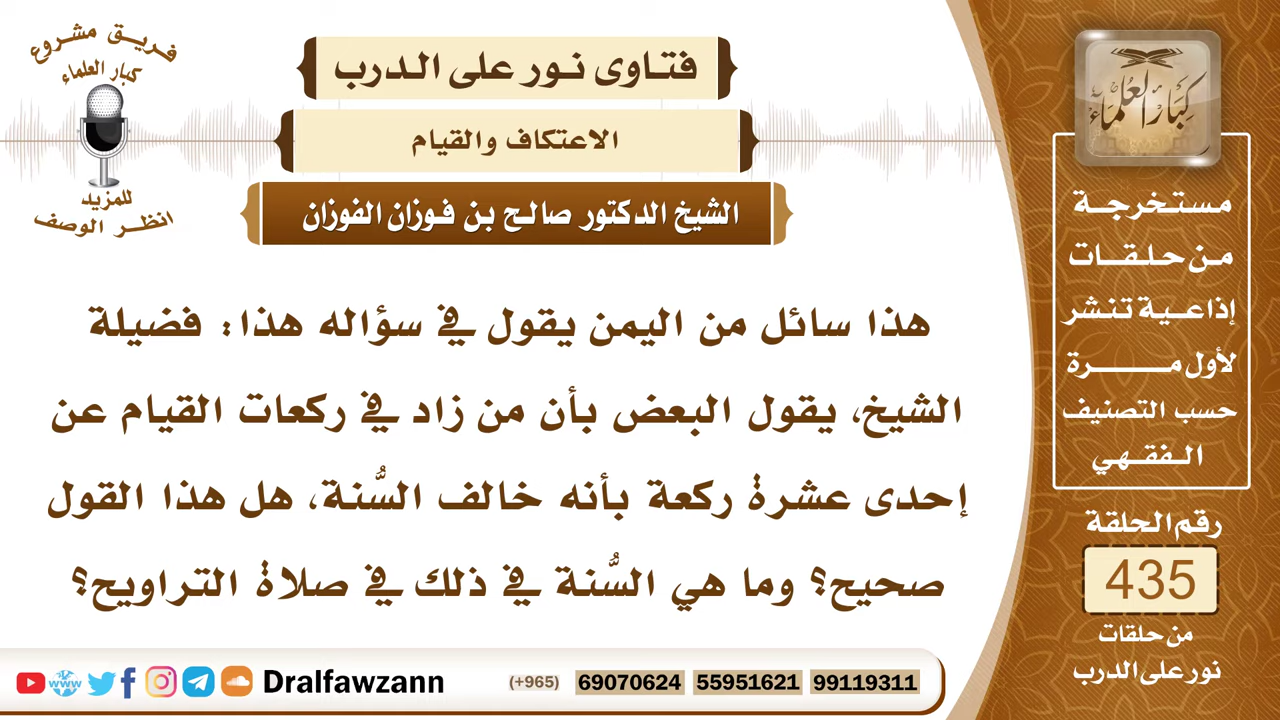 فريق مشروع
كبار العلماء
للمزيد
انظر الوصف
فتاوى نور على الدرب
الاعتكاف والقيام
الشيخ الدكتور صالح بن فوزان الفوزان
هذا سائل من اليمن يقول في سؤاله هذا: فضيلة
الشيخ، يقول البعض بأن من زاد في ركعات القيام عن
إحدى عشرة ركعة بأنه خالف السُّنة، هل هذا القول
صحيح؟ وما هي السُّنة في ذلك في صلاة التراويح؟
كبار العلماء
مستخرجة
من حلقات
إذاعية تنشر
لأول مرة
حسب التصنيف
الفقهي
رقم الحلقة
435
من حلقات
نور على الدرب
www Dralfawzann (+965) 69070624 55951621 99119311